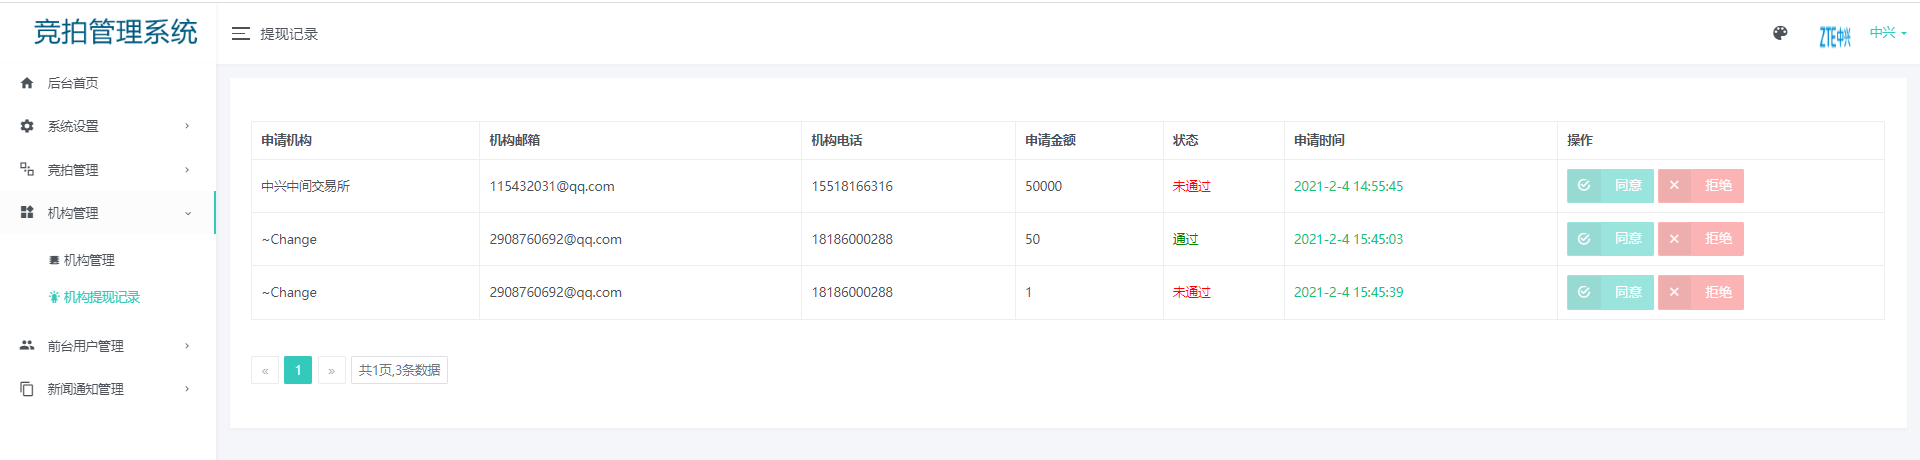 竞拍管理系统
提现记录
ZTE中兴
中兴
后台首页
系统设置
竞拍管理
机构管理
机构管理
机构提现记录
前台用户管理
新闻通知管理
申请机构 机构邮箱 机构电话 申请金额 状态 申请时间 操作
中兴中间交易所 115432031@qq.com 15518166316 50000 未通过 2021-2-4 14:55:45 同意 拒绝
~Change 2908760692@qq.com 18186000288 50 通过 2021-2-4 15:45:03 同意 拒绝
~Change 2908760692@qq.com 18186000288 1 未通过 2021-2-4 15:45:39 同意 拒绝
« 1 » 共1页,3条数据